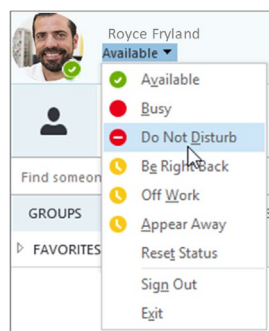 Royce Fryland
Available
Available
Busy
Do Not Disturb
Be Right Back
Find someon
Off Work
GROUPS
Appear Away
FAVORITES
Reset Status
Sign Out
Exit